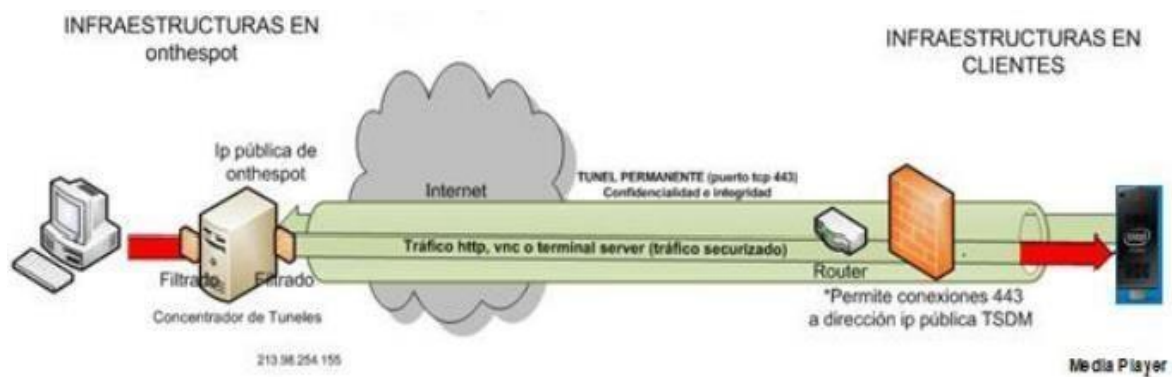 INFRAESTRUCTURAS EN
onthespot
INFRAESTRUCTURAS EN
CLIENTES
Ip pública de
onthespot
Internet
TUNEL PERMANENTE (puerto tcp 443)
Confidencialidad e integridad
Tráfico http, vnc o terminal server (tráfico securizado)
Filtrado
Filtrado
Concentrador de Tuneles
213.98.254.155
Router
*Permite conexiones 443
a dirección ip pública TSDM
Media Player